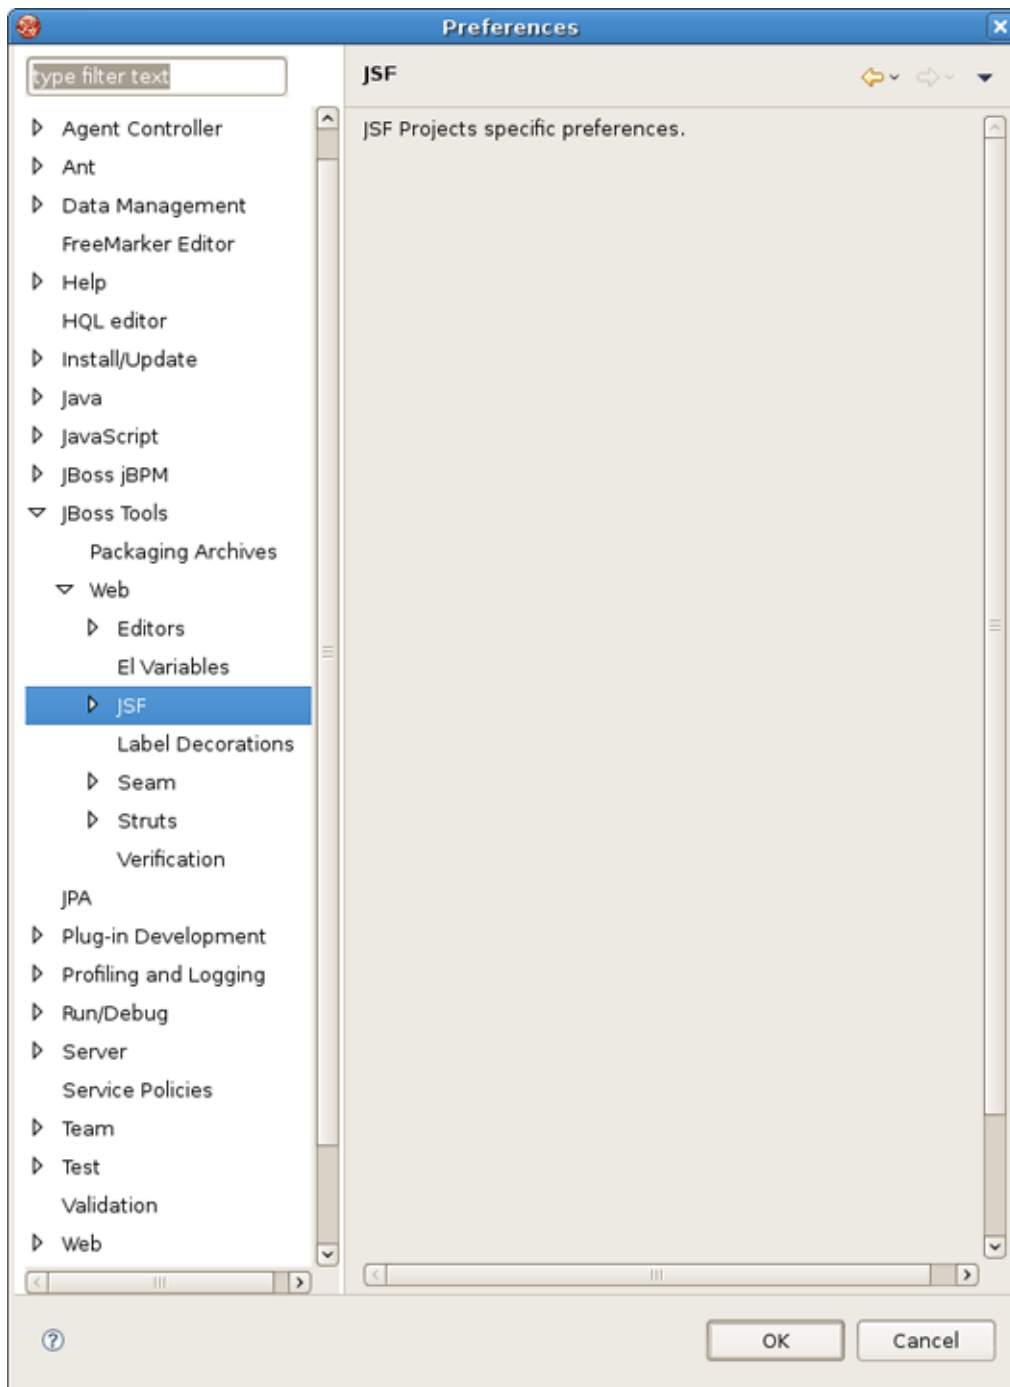 Preferences
type filter text
JSF
Agent Controller
JSF Projects specific preferences.
Ant
Data Management
FreeMarker Editor
Help
HQL editor
Install/Update
Java
JavaScript
JBoss jBPM
JBoss Tools
Packaging Archives
Web
Editors
El Variables
JSF
Label Decorations
Seam
Struts
Verification
JPA
Plug-in Development
Profiling and Logging
Run/Debug
Server
Service Policies
Team
Test
Validation
Web
OK
Cancel